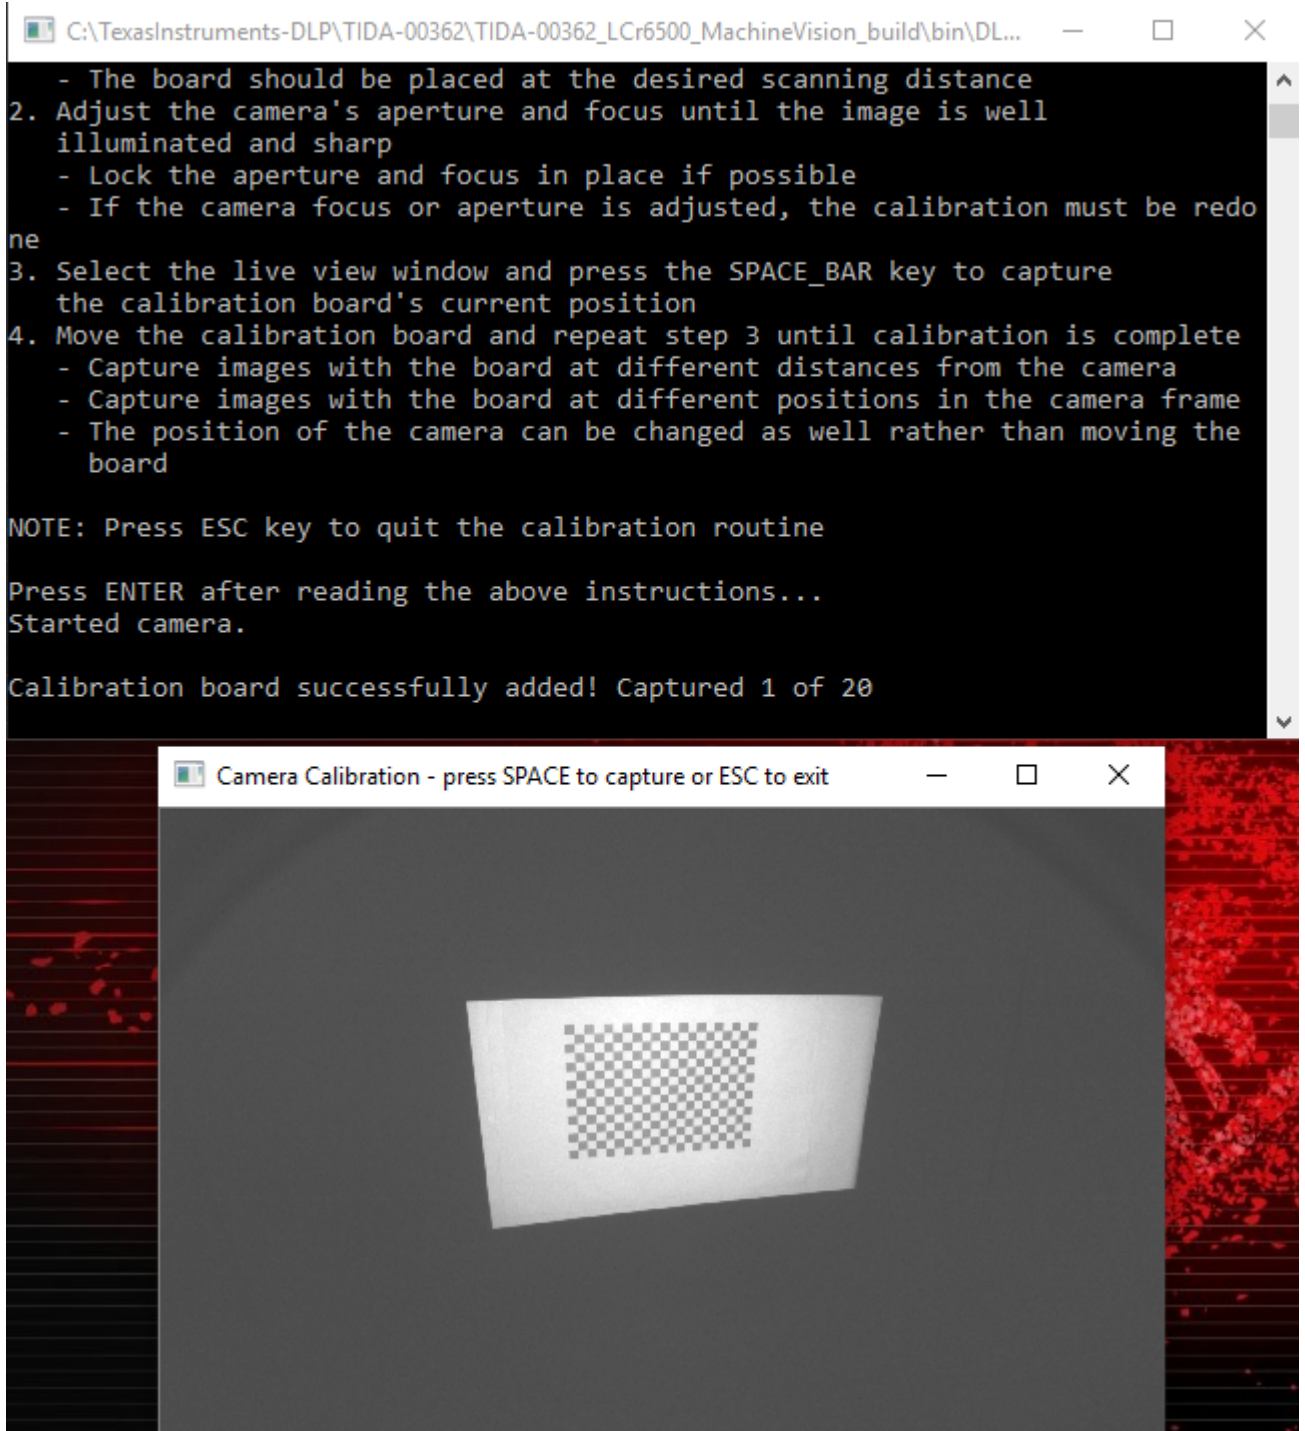 C:\TexasInstruments-DLP\TIDA-00362\TIDA-00362_LCr6500_MachineVision_build\bin\DL...
- The board should be placed at the desired scanning distance
2. Adjust the camera's aperture and focus until the image is well
illuminated and sharp
- Lock the aperture and focus in place if possible
- If the camera focus or aperture is adjusted, the calibration must be redo
ne
3. Select the live view window and press the SPACE_BAR key to capture
the calibration board's current position
4. Move the calibration board and repeat step 3 until calibration is complete
- Capture images with the board at different distances from the camera
- Capture images with the board at different positions in the camera frame
- The position of the camera can be changed as well rather than moving the
board
NOTE: Press ESC key to quit the calibration routine
Press ENTER after reading the above instructions...
Started camera.
Calibration board successfully added! Captured 1 of 20
Camera Calibration - press SPACE to capture or ESC to exit